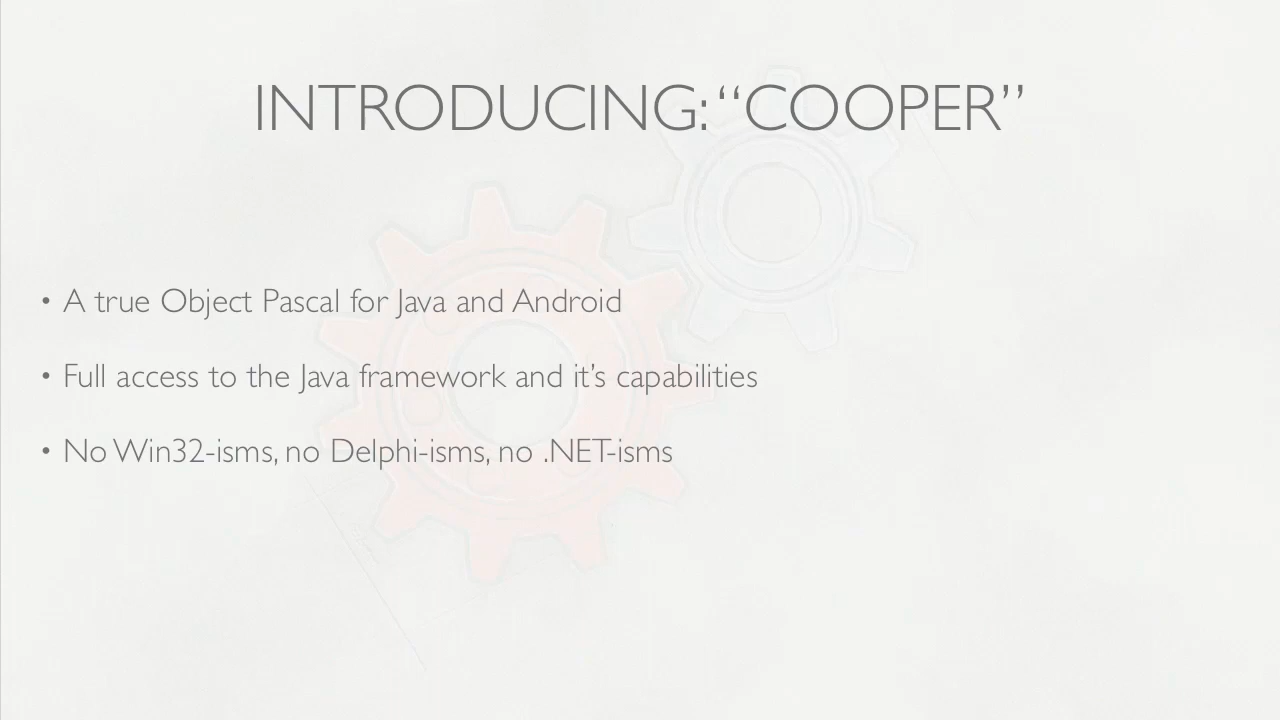 INTRODUCING: “COOPER”
• A true Object Pascal for Java and Android
• Full access to the Java framework and it’s capabilities
• No Win32-isms, no Delphi-isms, no .NET-isms